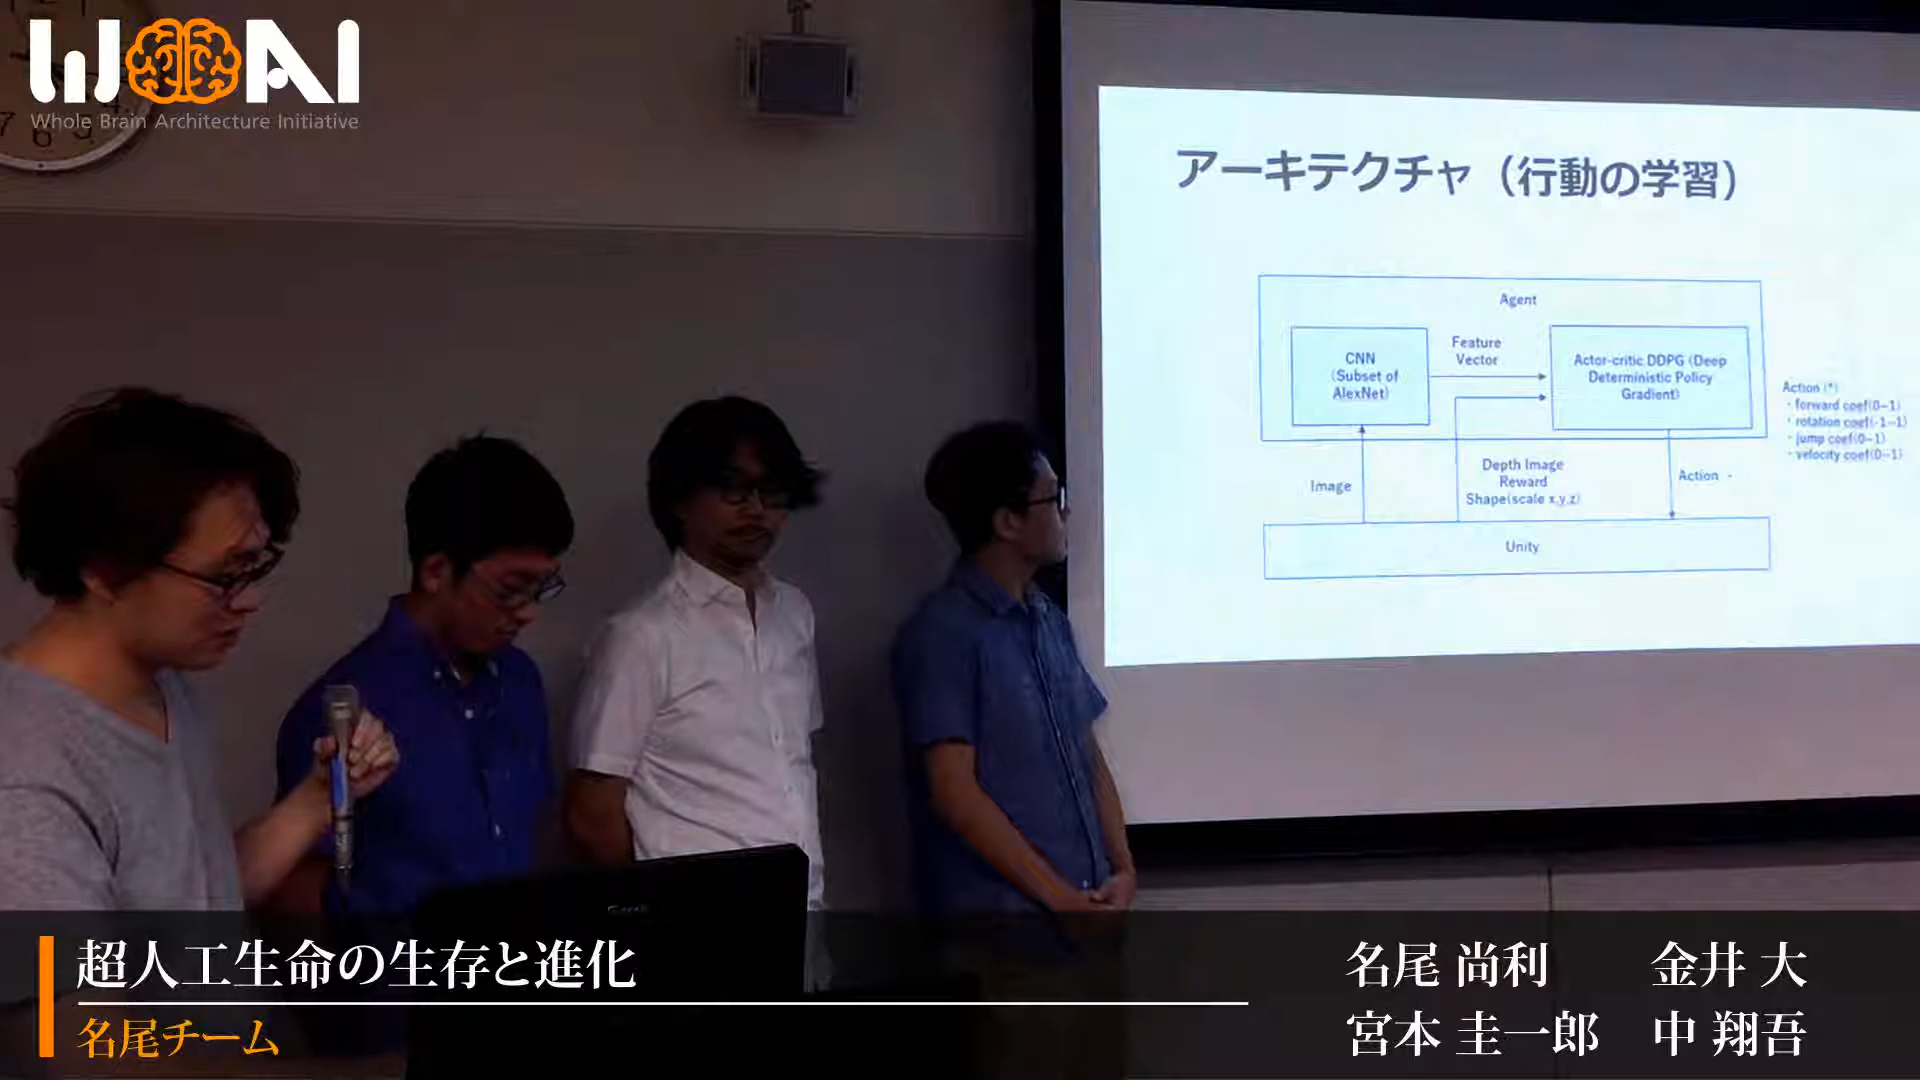 WBAI
Whole Brain Architecture Initiative
アーキテクチャ（行動の学習）
Agent
CNN
(Subset of
AlexNet)
Feature
Vector
Actor-critic DDPG (Deep
Deterministic Policy
Gradient)
Action (*)
・forward coef(0~1)
・rotation coef(-1~1)
・jump coef(0~1)
・velocity coef(0~1)
Image
Depth Image
Reward
Shape(scale x,y,z)
Action
Unity
超人工生命の生存と進化
名尾チーム
名尾 尚利 金井 大
宮本 圭一郎 中 翔吾